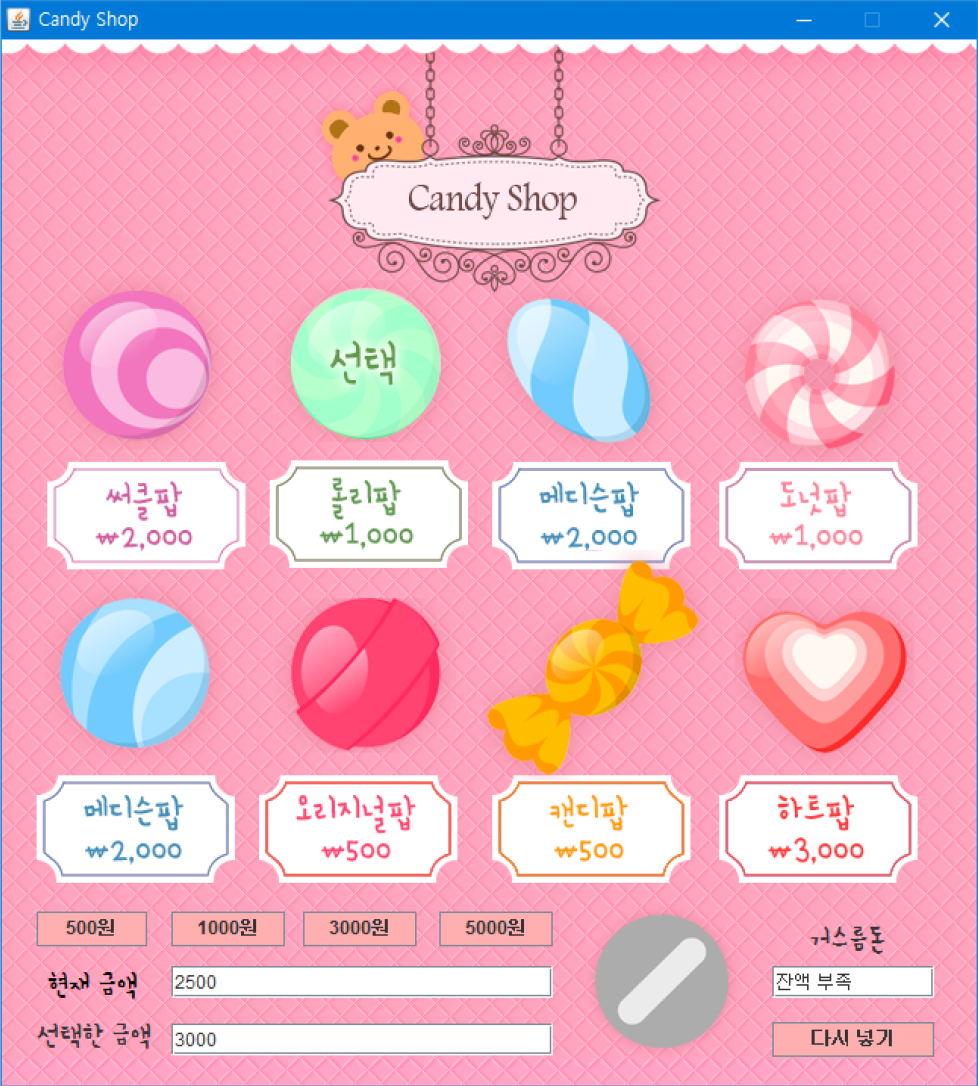 Candy Shop
Candy Shop
선택
써클팝
₩2,000
롤리팝
₩1,000
메디슨팝
₩2,000
도넛팝
₩1,000
메디슨팝
₩2,000
오리지널팝
₩500
캔디팝
₩500
하트팝
₩3,000
500원
1000원
3000원
5000원
거스름돈
현재 금액
2500
잔액 부족
선택한 금액
3000
다시 넣기